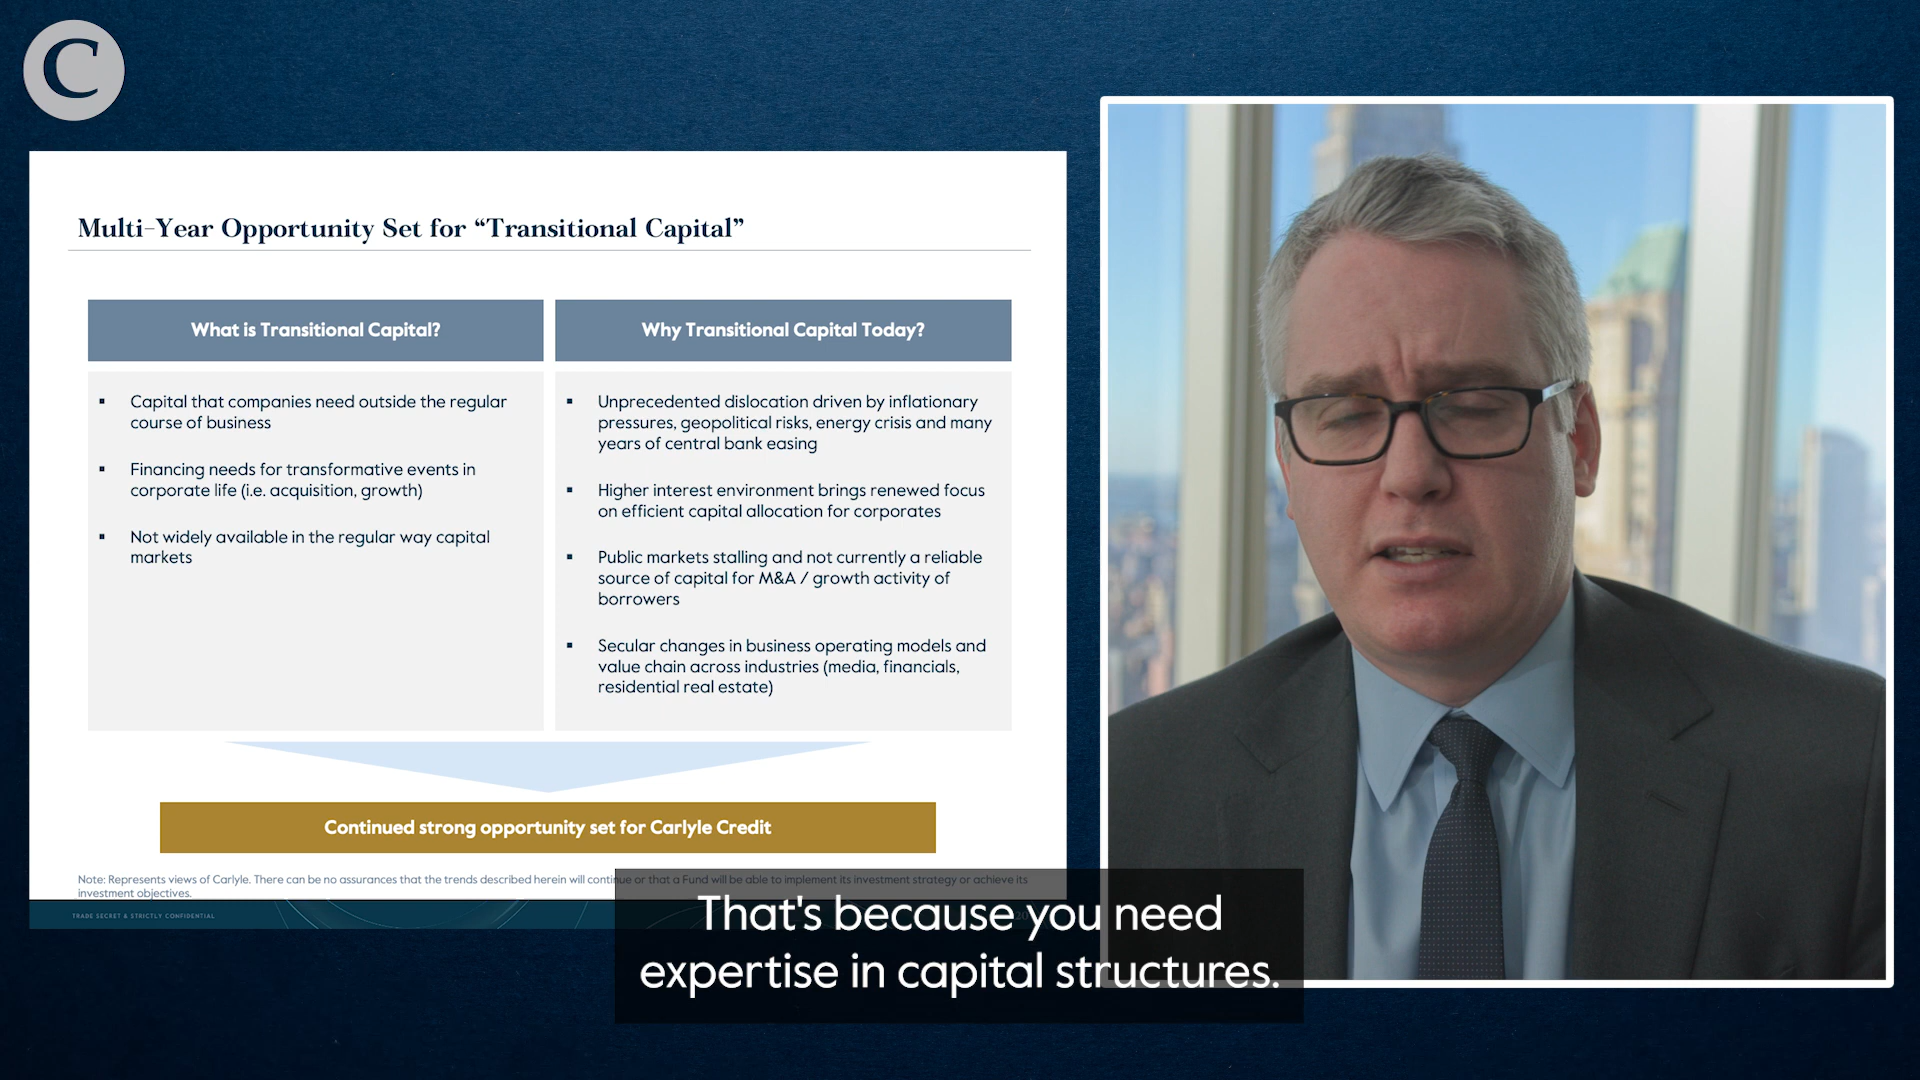 C
Multi-Year Opportunity Set for “Transitional Capital”
What is Transitional Capital?
▪ Capital that companies need outside the regular
course of business
▪ Financing needs for transformative events in
corporate life (i.e. acquisition, growth)
▪ Not widely available in the regular way capital
markets
Why Transitional Capital Today?
▪ Unprecedented dislocation driven by inflationary
pressures, geopolitical risks, energy crisis and many
years of central bank easing
▪ Higher interest environment brings renewed focus
on efficient capital allocation for corporates
▪ Public markets stalling and not currently a reliable
source of capital for M&A / growth activity of
borrowers
▪ Secular changes in business operating models and
value chain across industries (media, financials,
residential real estate)
Continued strong opportunity set for Carlyle Credit
Note: Represents views of Carlyle. There can be no assurances that the trends described herein will continue or that a Fund will be able to implement its investment strategy or achieve its
investment objectives.
TRADE SECRET & STRICTLY CONFIDENTIAL
That's because you need
expertise in capital structures.